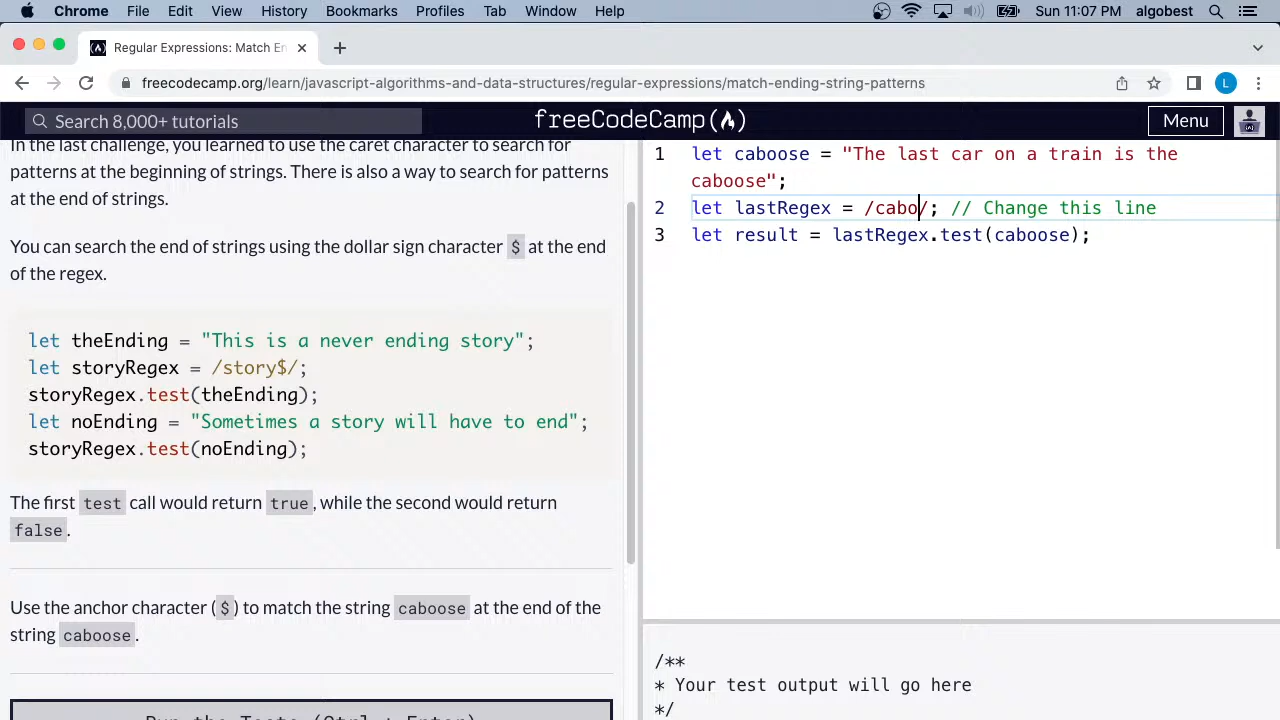 Chrome File Edit View History Bookmarks Profiles Tab Window Help Sun 11:07 PM algobest
Regular Expressions: Match En
freecodecamp.org/learn/javascript-algorithms-and-data-structures/regular-expressions/match-ending-string-patterns L
Search 8,000+ tutorials freeCodeCamp Menu
In the last challenge, you learned to use the caret character to search for
patterns at the beginning of strings. There is also a way to search for patterns
at the end of strings.
You can search the end of strings using the dollar sign character $ at the end
of the regex.
let theEnding = "This is a never ending story";
let storyRegex = /story$/;
storyRegex.test(theEnding);
let noEnding = "Sometimes a story will have to end";
storyRegex.test(noEnding);
The first test call would return true, while the second would return
false.
Use the anchor character ($) to match the string caboose at the end of the
string caboose.
Run the Tests (Ctrl + Enter)
1 let caboose = "The last car on a train is the
caboose";
2 let lastRegex = /cabo/; // Change this line
3 let result = lastRegex.test(caboose);
/**
* Your test output will go here
*/